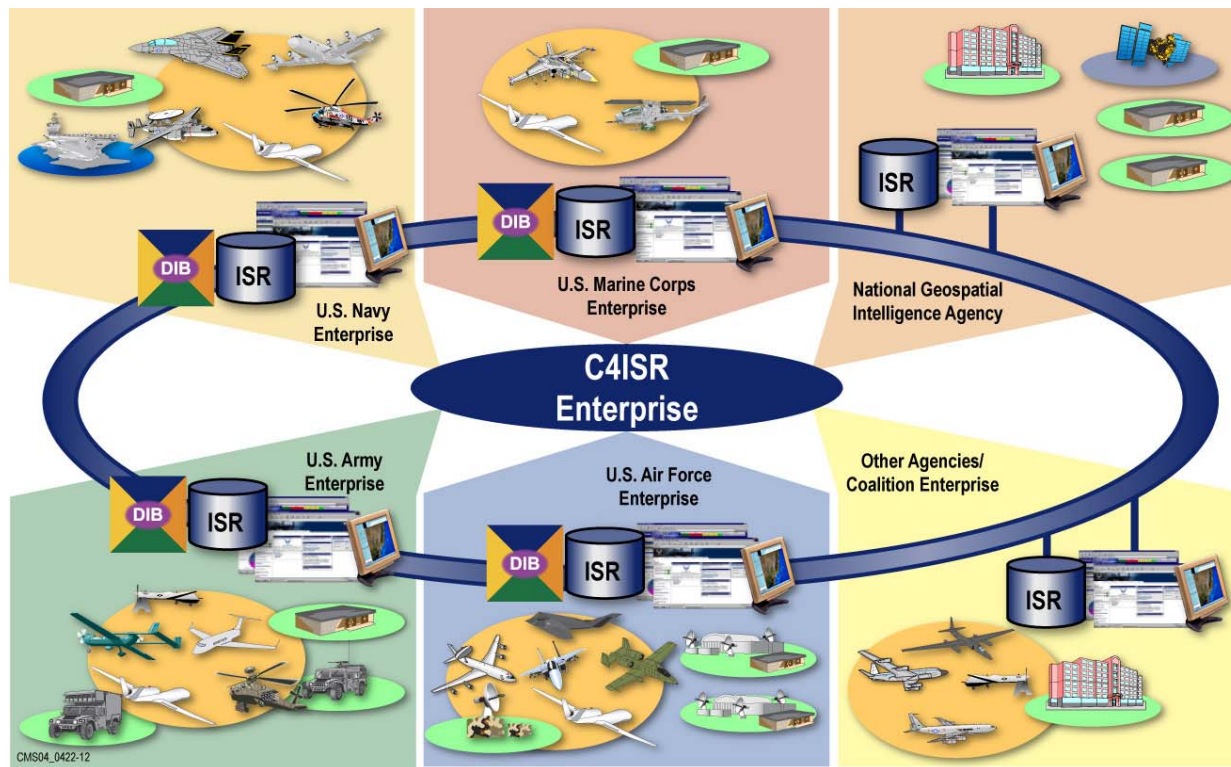 ISR
DIB
ISR
U.S. Navy
Enterprise
DIB
ISR
U.S. Marine Corps
Enterprise
National Geospatial
Intelligence Agency
C4ISR
Enterprise
U.S. Army
Enterprise
DIB
ISR
U.S. Air Force
Enterprise
DIB
ISR
Other Agencies/
Coalition Enterprise
ISR
CMS04_0422-12